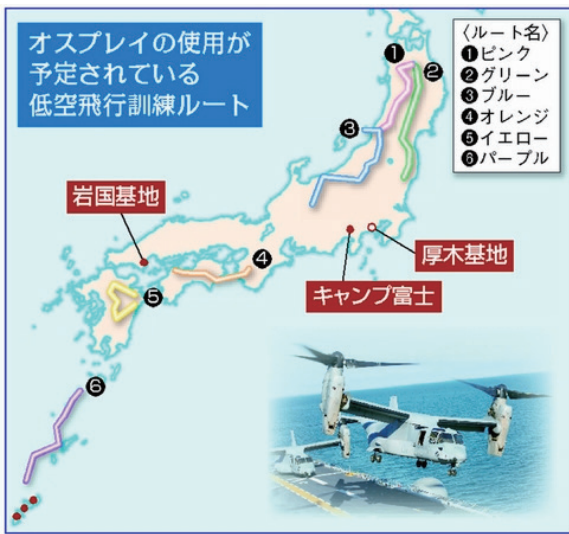 オスプレイの使用が
予定されている
低空飛行訓練ルート
〈ルート名〉
❶ピンク
❷グリーン
❸ブルー
❹オレンジ
❺イエロー
❻パープル
❶
❷
❸
岩国基地
❹
厚木基地
キャンプ富士
❺
❻